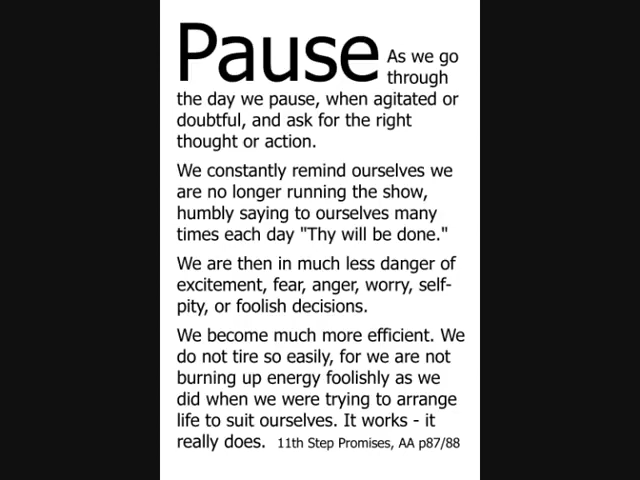 Pause As we go
through
the day we pause, when agitated or
doubtful, and ask for the right
thought or action.
We constantly remind ourselves we
are no longer running the show,
humbly saying to ourselves many
times each day "Thy will be done."
We are then in much less danger of
excitement, fear, anger, worry, self-
pity, or foolish decisions.
We become much more efficient. We
do not tire so easily, for we are not
burning up energy foolishly as we
did when we were trying to arrange
life to suit ourselves. It works - it
really does. 11th Step Promises, AA p87/88